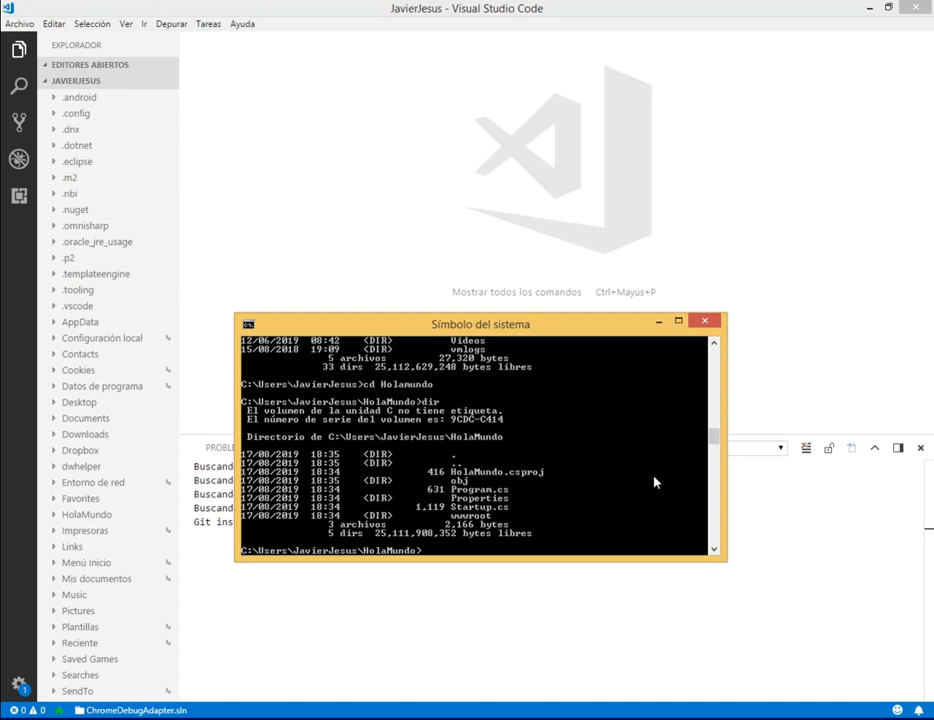 JavierJesus - Visual Studio Code
Archivo Editar Selección Ver Ir Depurar Tareas Ayuda
EXPLORADOR
EDITORES ABIERTOS
JAVIERJESUS
.android
.config
.dnx
.dotnet
.eclipse
.m2
.nbi
.nuget
.omnisharp
.oracle_jre_usage
.p2
.templateengine
.tooling
.vscode
AppData
Configuración local
Contacts
Cookies
Datos de programa
Desktop
Documents
Downloads
Dropbox
dwhelper
Entorno de red
Favorites
HolaMundo
Impresoras
Links
Menú Inicio
Mis documentos
Music
Pictures
Plantillas
Reciente
Saved Games
Searches
SendTo
Mostrar todos los comandos Ctrl+Mayús+P
PROBLE
Buscand
Buscand
Buscand
Buscand
Git ins
Símbolo del sistema
12/06/2019 08:42 <DIR> Videos
15/08/2018 19:09 <DIR> vmlogs
5 archivos 27,320 bytes
33 dirs 25,112,629,248 bytes libres
C:\Users\JavierJesus>cd Holamundo
C:\Users\JavierJesus\HolaMundo>dir
El volumen de la unidad C no tiene etiqueta.
El número de serie del volumen es: 9CDC-C414
Directorio de C:\Users\JavierJesus\HolaMundo
17/08/2019 18:35 <DIR> .
17/08/2019 18:35 <DIR> ..
17/08/2019 18:34 416 HolaMundo.csproj
17/08/2019 18:35 <DIR> obj
17/08/2019 18:34 631 Program.cs
17/08/2019 18:34 <DIR> Properties
17/08/2019 18:34 1,119 Startup.cs
17/08/2019 18:34 <DIR> wwwroot
3 archivos 2,166 bytes
5 dirs 25,111,908,352 bytes libres
C:\Users\JavierJesus\HolaMundo>
1
0 0 ChromeDebugAdapter.sln